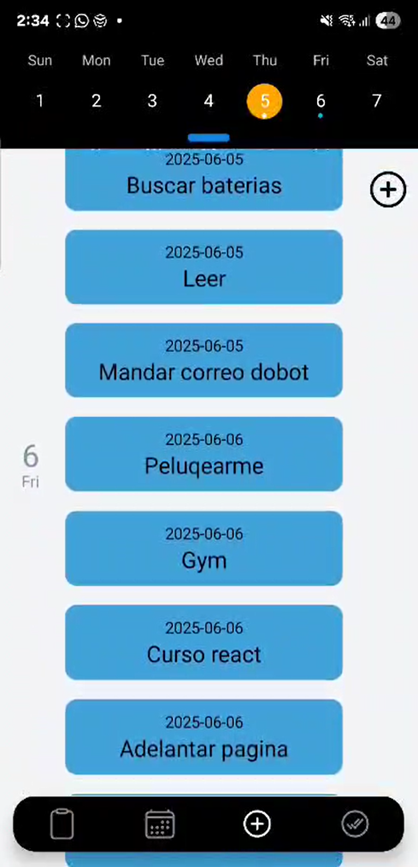 2:34 44
Sun Mon Tue Wed Thu Fri Sat
1 2 3 4 5 6 7
2025-06-05
Buscar baterias
2025-06-05
Leer
2025-06-05
Mandar correo dobot
6
Fri
2025-06-06
Peluqearme
2025-06-06
Gym
2025-06-06
Curso react
2025-06-06
Adelantar pagina